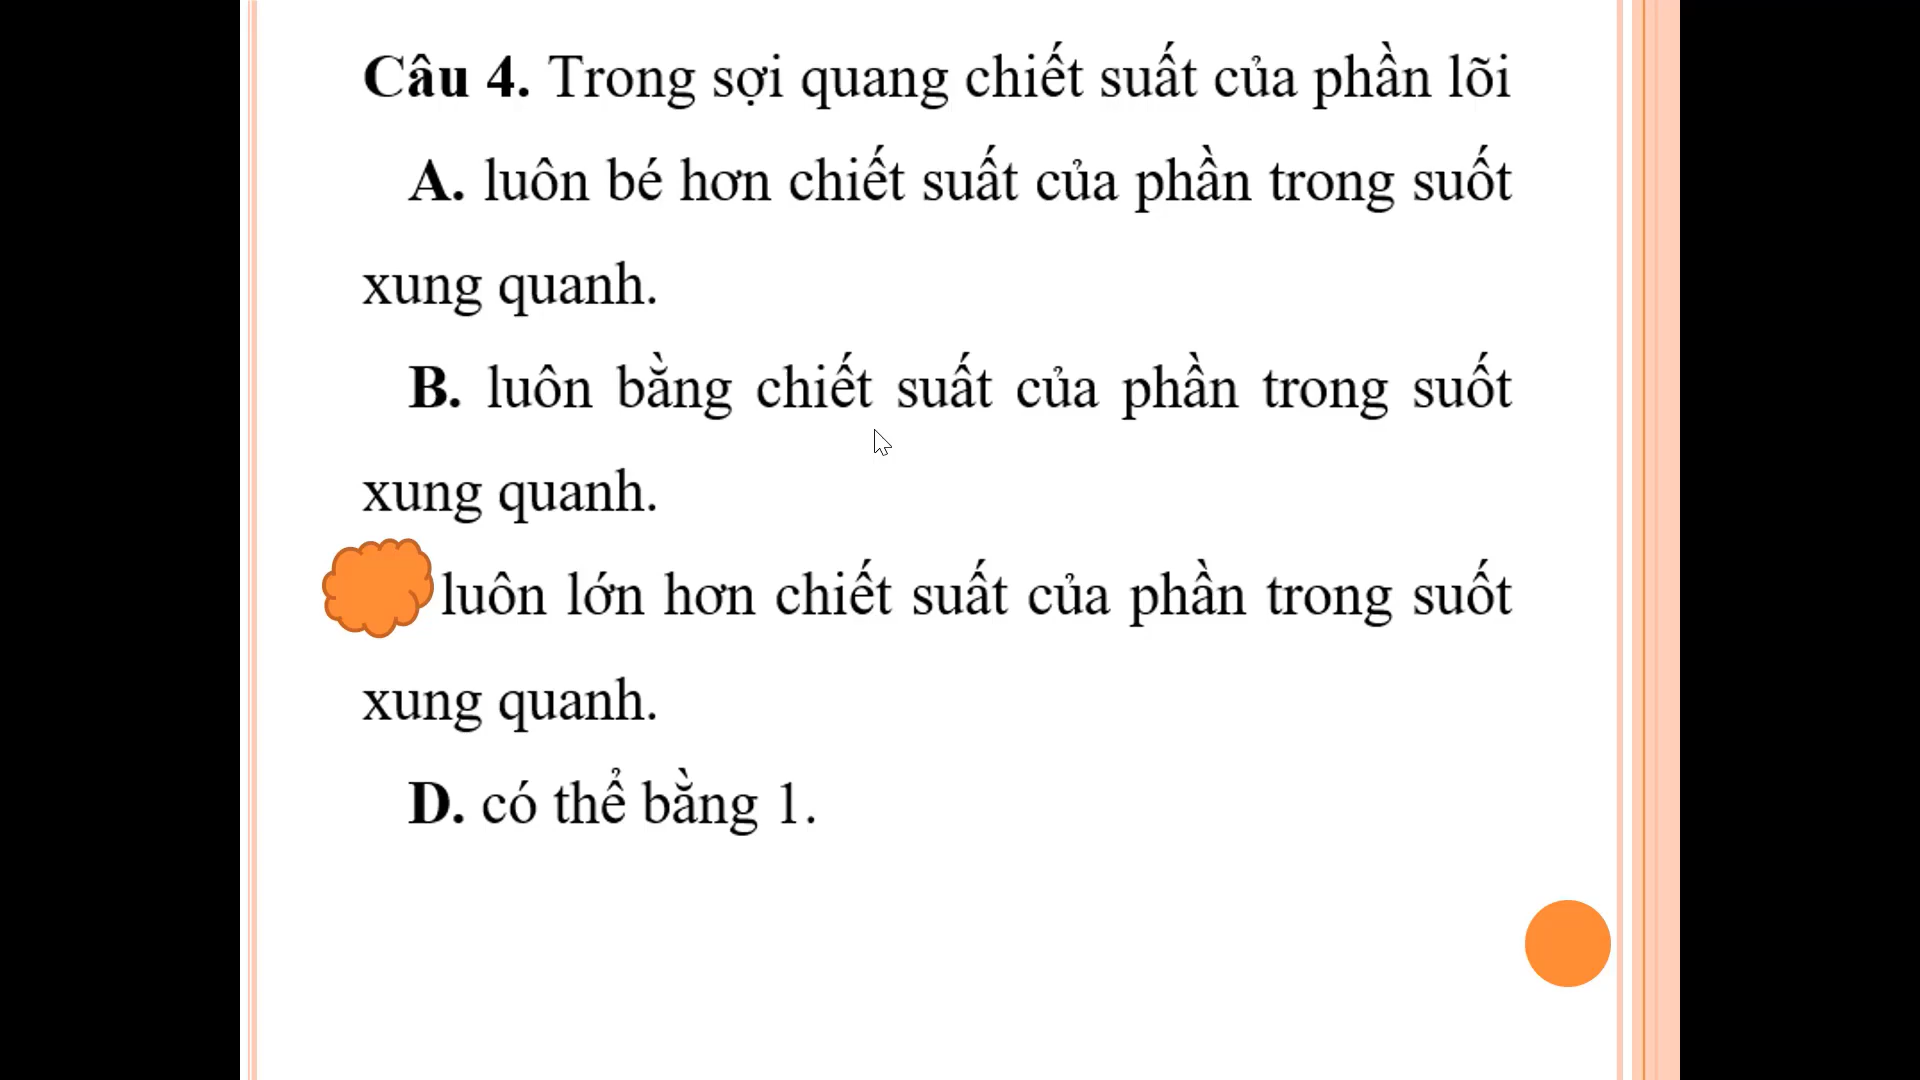 Câu 4. Trong sợi quang chiết suất của phần lõi
A. luôn bé hơn chiết suất của phần trong suốt
xung quanh.
B. luôn bằng chiết suất của phần trong suốt
xung quanh.
luôn lớn hơn chiết suất của phần trong suốt
xung quanh.
D. có thể bằng 1.